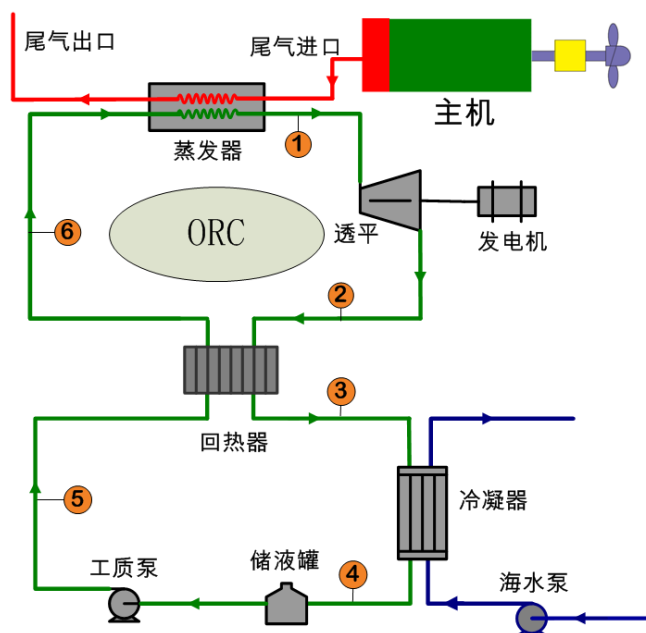 尾气出口
尾气进口
主机
蒸发器
1
6
ORC
透平
发电机
2
3
回热器
5
冷凝器
工质泵
储液罐
4
海水泵